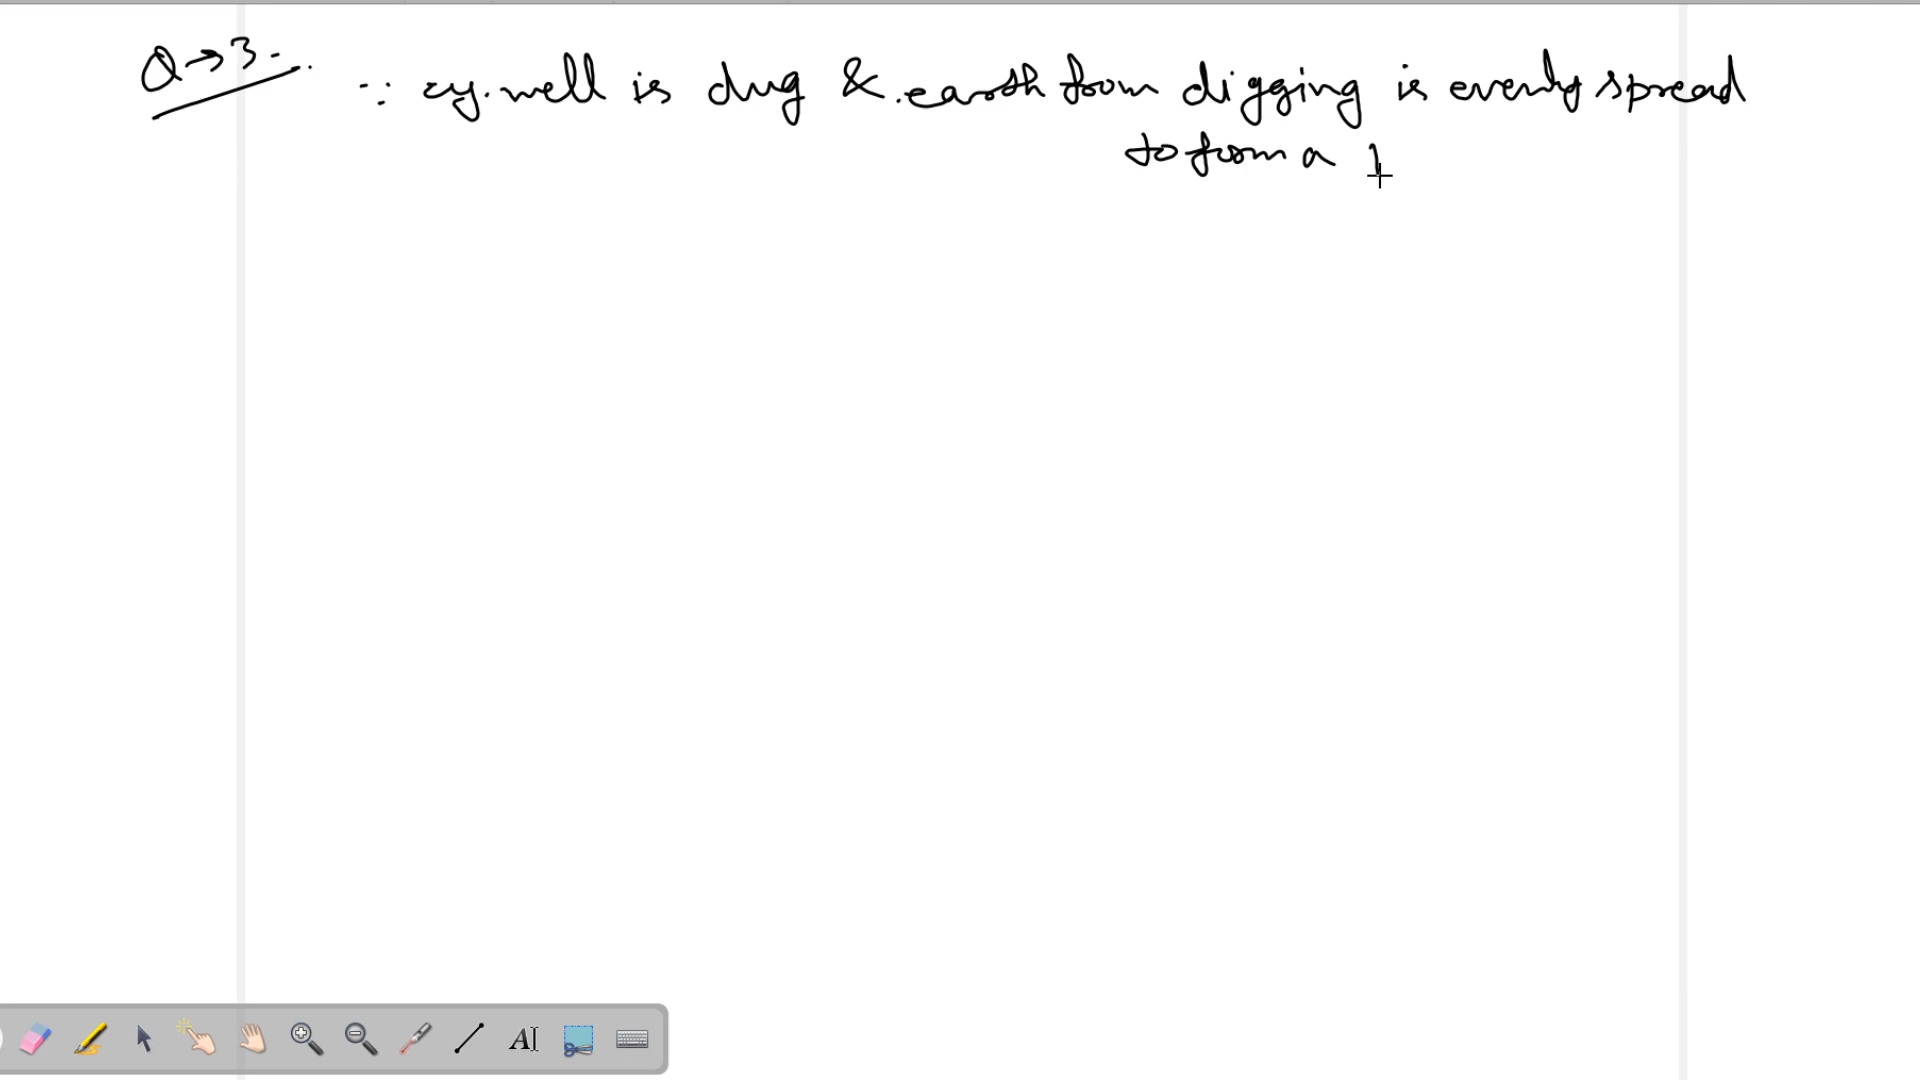 Q→3.
∵ cy. well is dug & earth from digging is evenly spread
to form a